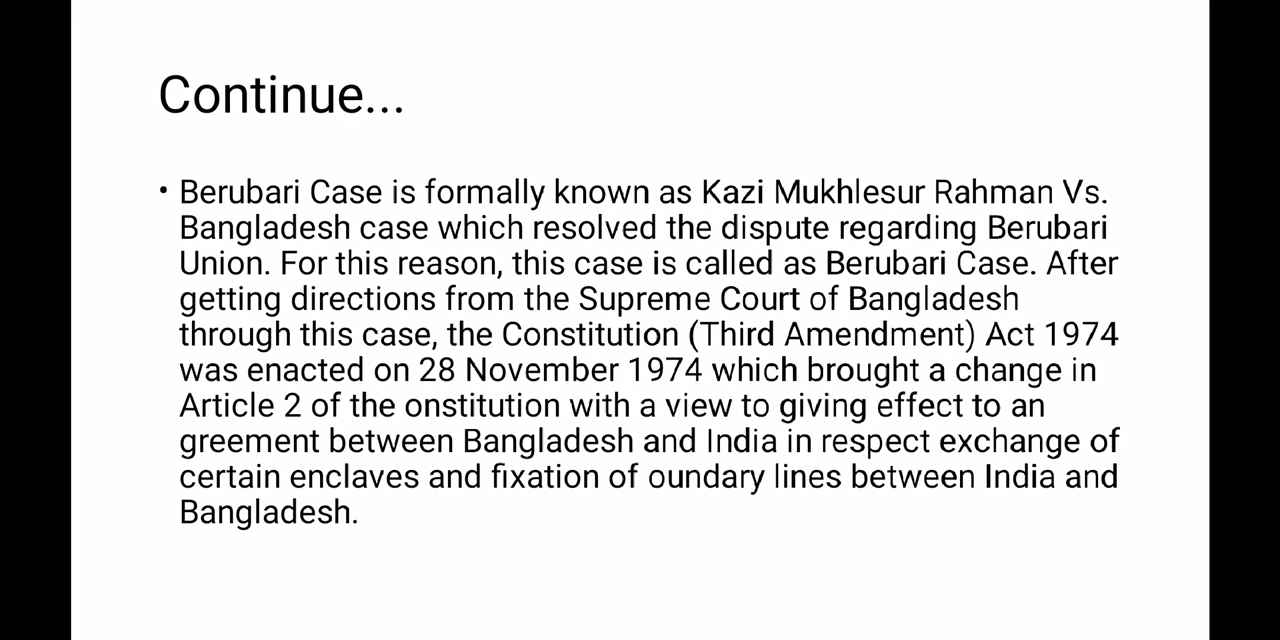 Continue...
• Berubari Case is formally known as Kazi Mukhlesur Rahman Vs.
Bangladesh case which resolved the dispute regarding Berubari
Union. For this reason, this case is called as Berubari Case. After
getting directions from the Supreme Court of Bangladesh
through this case, the Constitution (Third Amendment) Act 1974
was enacted on 28 November 1974 which brought a change in
Article 2 of the onstitution with a view to giving effect to an
greement between Bangladesh and India in respect exchange of
certain enclaves and fixation of oundary lines between India and
Bangladesh.